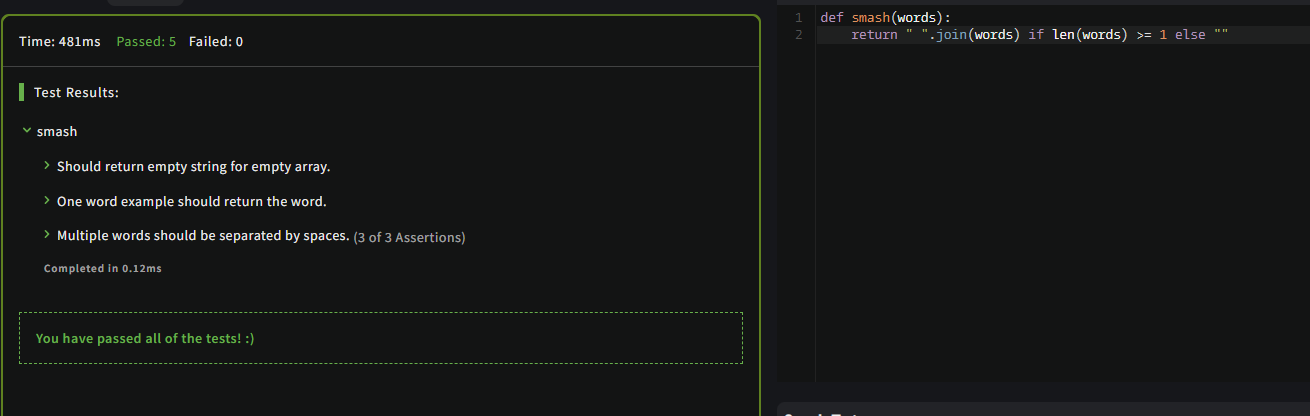 Time: 481ms Passed: 5 Failed: 0
Test Results:
smash
Should return empty string for empty array.
One word example should return the word.
Multiple words should be separated by spaces. (3 of 3 Assertions)
Completed in 0.12ms
You have passed all of the tests! :)
1 def smash(words):
2     return " ".join(words) if len(words) >= 1 else ""